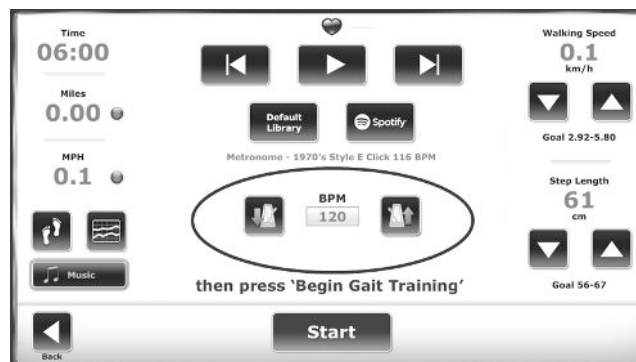 Time
06:00
Miles
0.00
MPH
0.1
Music
Back
Default
Library
Spotify
Metronome - 1970's Style E Click 116 BPM
BPM
120
then press ‘Begin Gait Training’
Start
Walking Speed
0.1
km/h
Goal 2.92-5.80
Step Length
61
cm
Goal 56-67